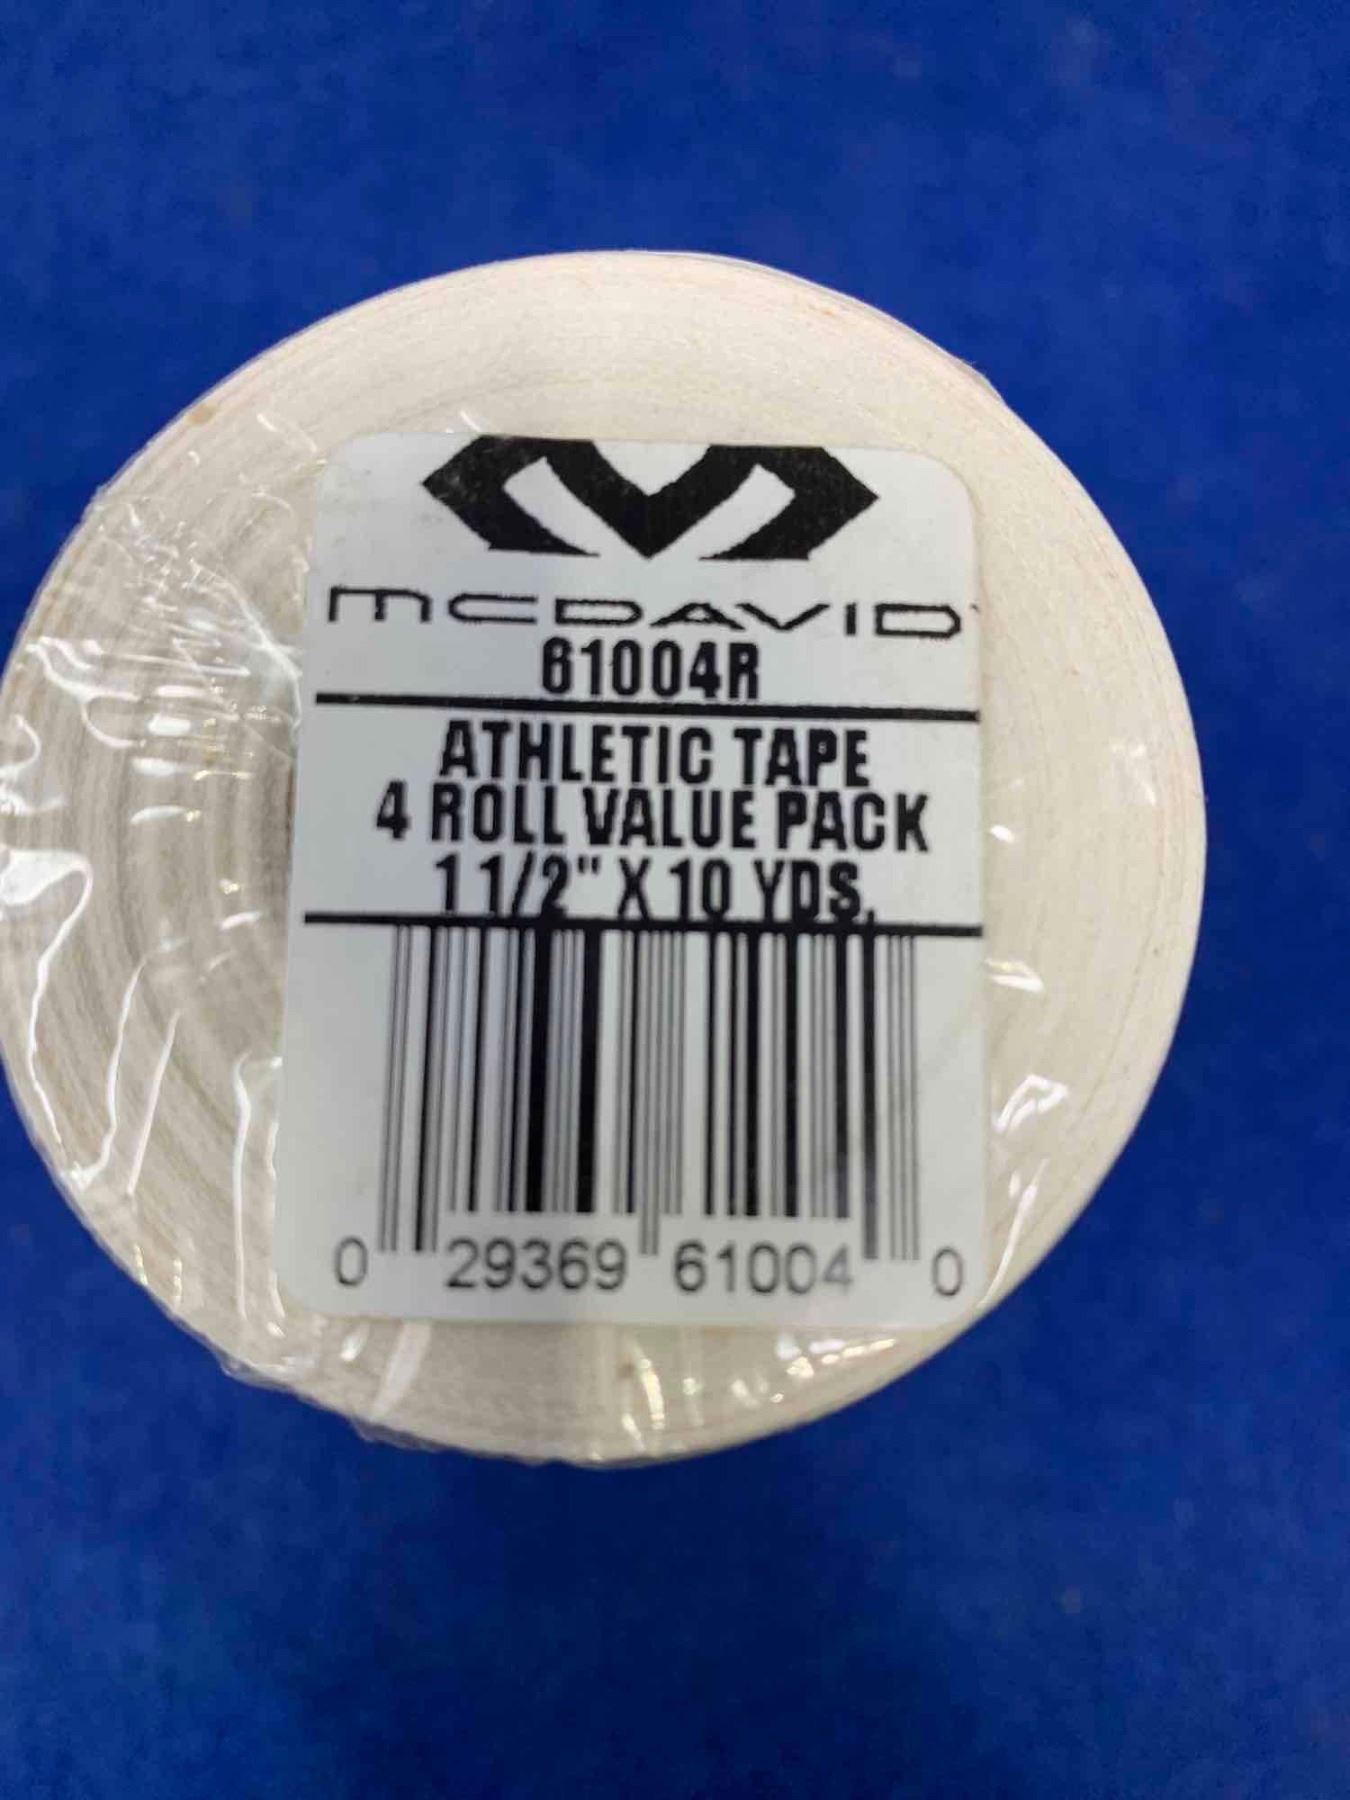 MCDAVID
61004R
ATHLETIC TAPE
4 ROLL VALUE PACK
1 1/2" X 10 YDS.
0 29369 61004 0